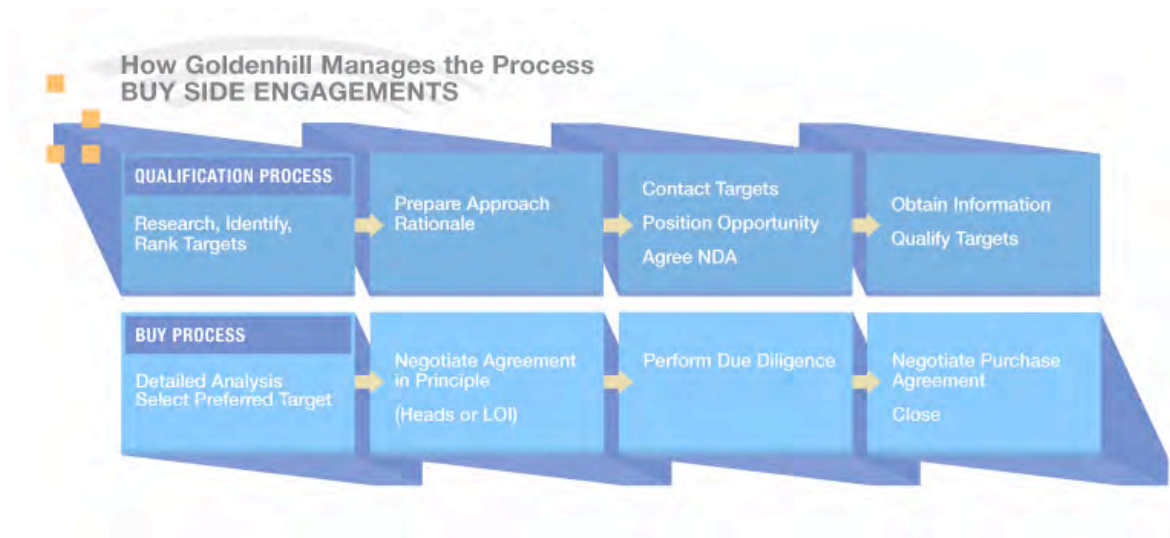 How Goldenhill Manages the Process
BUY SIDE ENGAGEMENTS
QUALIFICATION PROCESS
Research, Identify,
Rank Targets
Prepare Approach
Rationale
Contact Targets
Position Opportunity
Agree NDA
Obtain Information
Qualify Targets
BUY PROCESS
Detailed Analysis
Select Preferred Target
Negotiate Agreement
in Principle
(Heads or LOI)
Perform Due Diligence
Negotiate Purchase
Agreement
Close